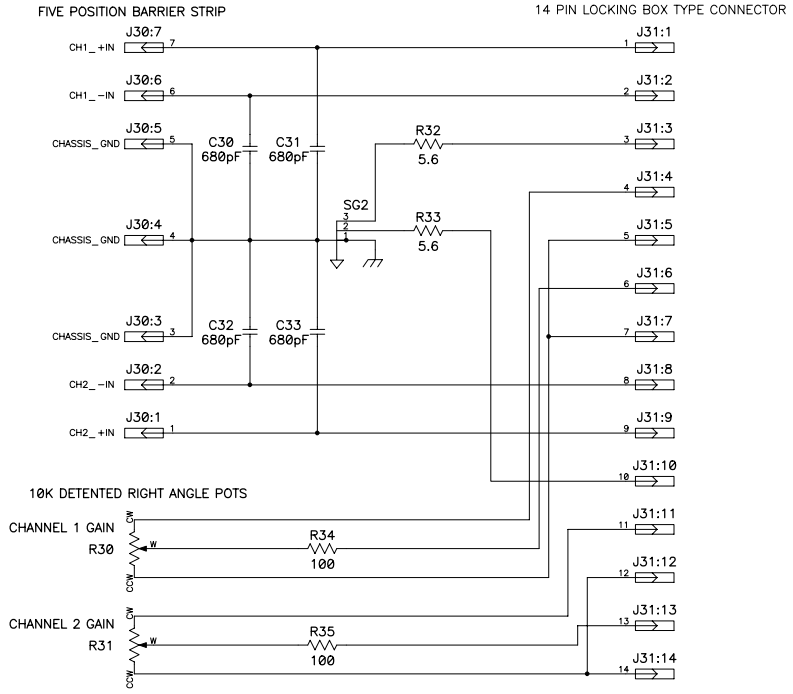 FIVE POSITION BARRIER STRIP
14 PIN LOCKING BOX TYPE CONNECTOR
J30:7
CH1_+IN
7
1
J31:1
J30:6
CH1_-IN
6
2
J31:2
J30:5
CHASSIS_GND
5
C30
680pF
C31
680pF
R32
5.6
3
J31:3
4
J31:4
SG2
3
2
1
R33
5.6
J30:4
CHASSIS_GND
4
5
J31:5
6
J31:6
J30:3
CHASSIS_GND
3
C32
680pF
C33
680pF
7
J31:7
J30:2
CH2_-IN
2
8
J31:8
J30:1
CH2_+IN
1
9
J31:9
10
J31:10
10K DETENTED RIGHT ANGLE POTS
CHANNEL 1 GAIN
R30
CW
W
CCW
R34
100
11
J31:11
12
J31:12
CHANNEL 2 GAIN
R31
CW
W
CCW
R35
100
13
J31:13
14
J31:14